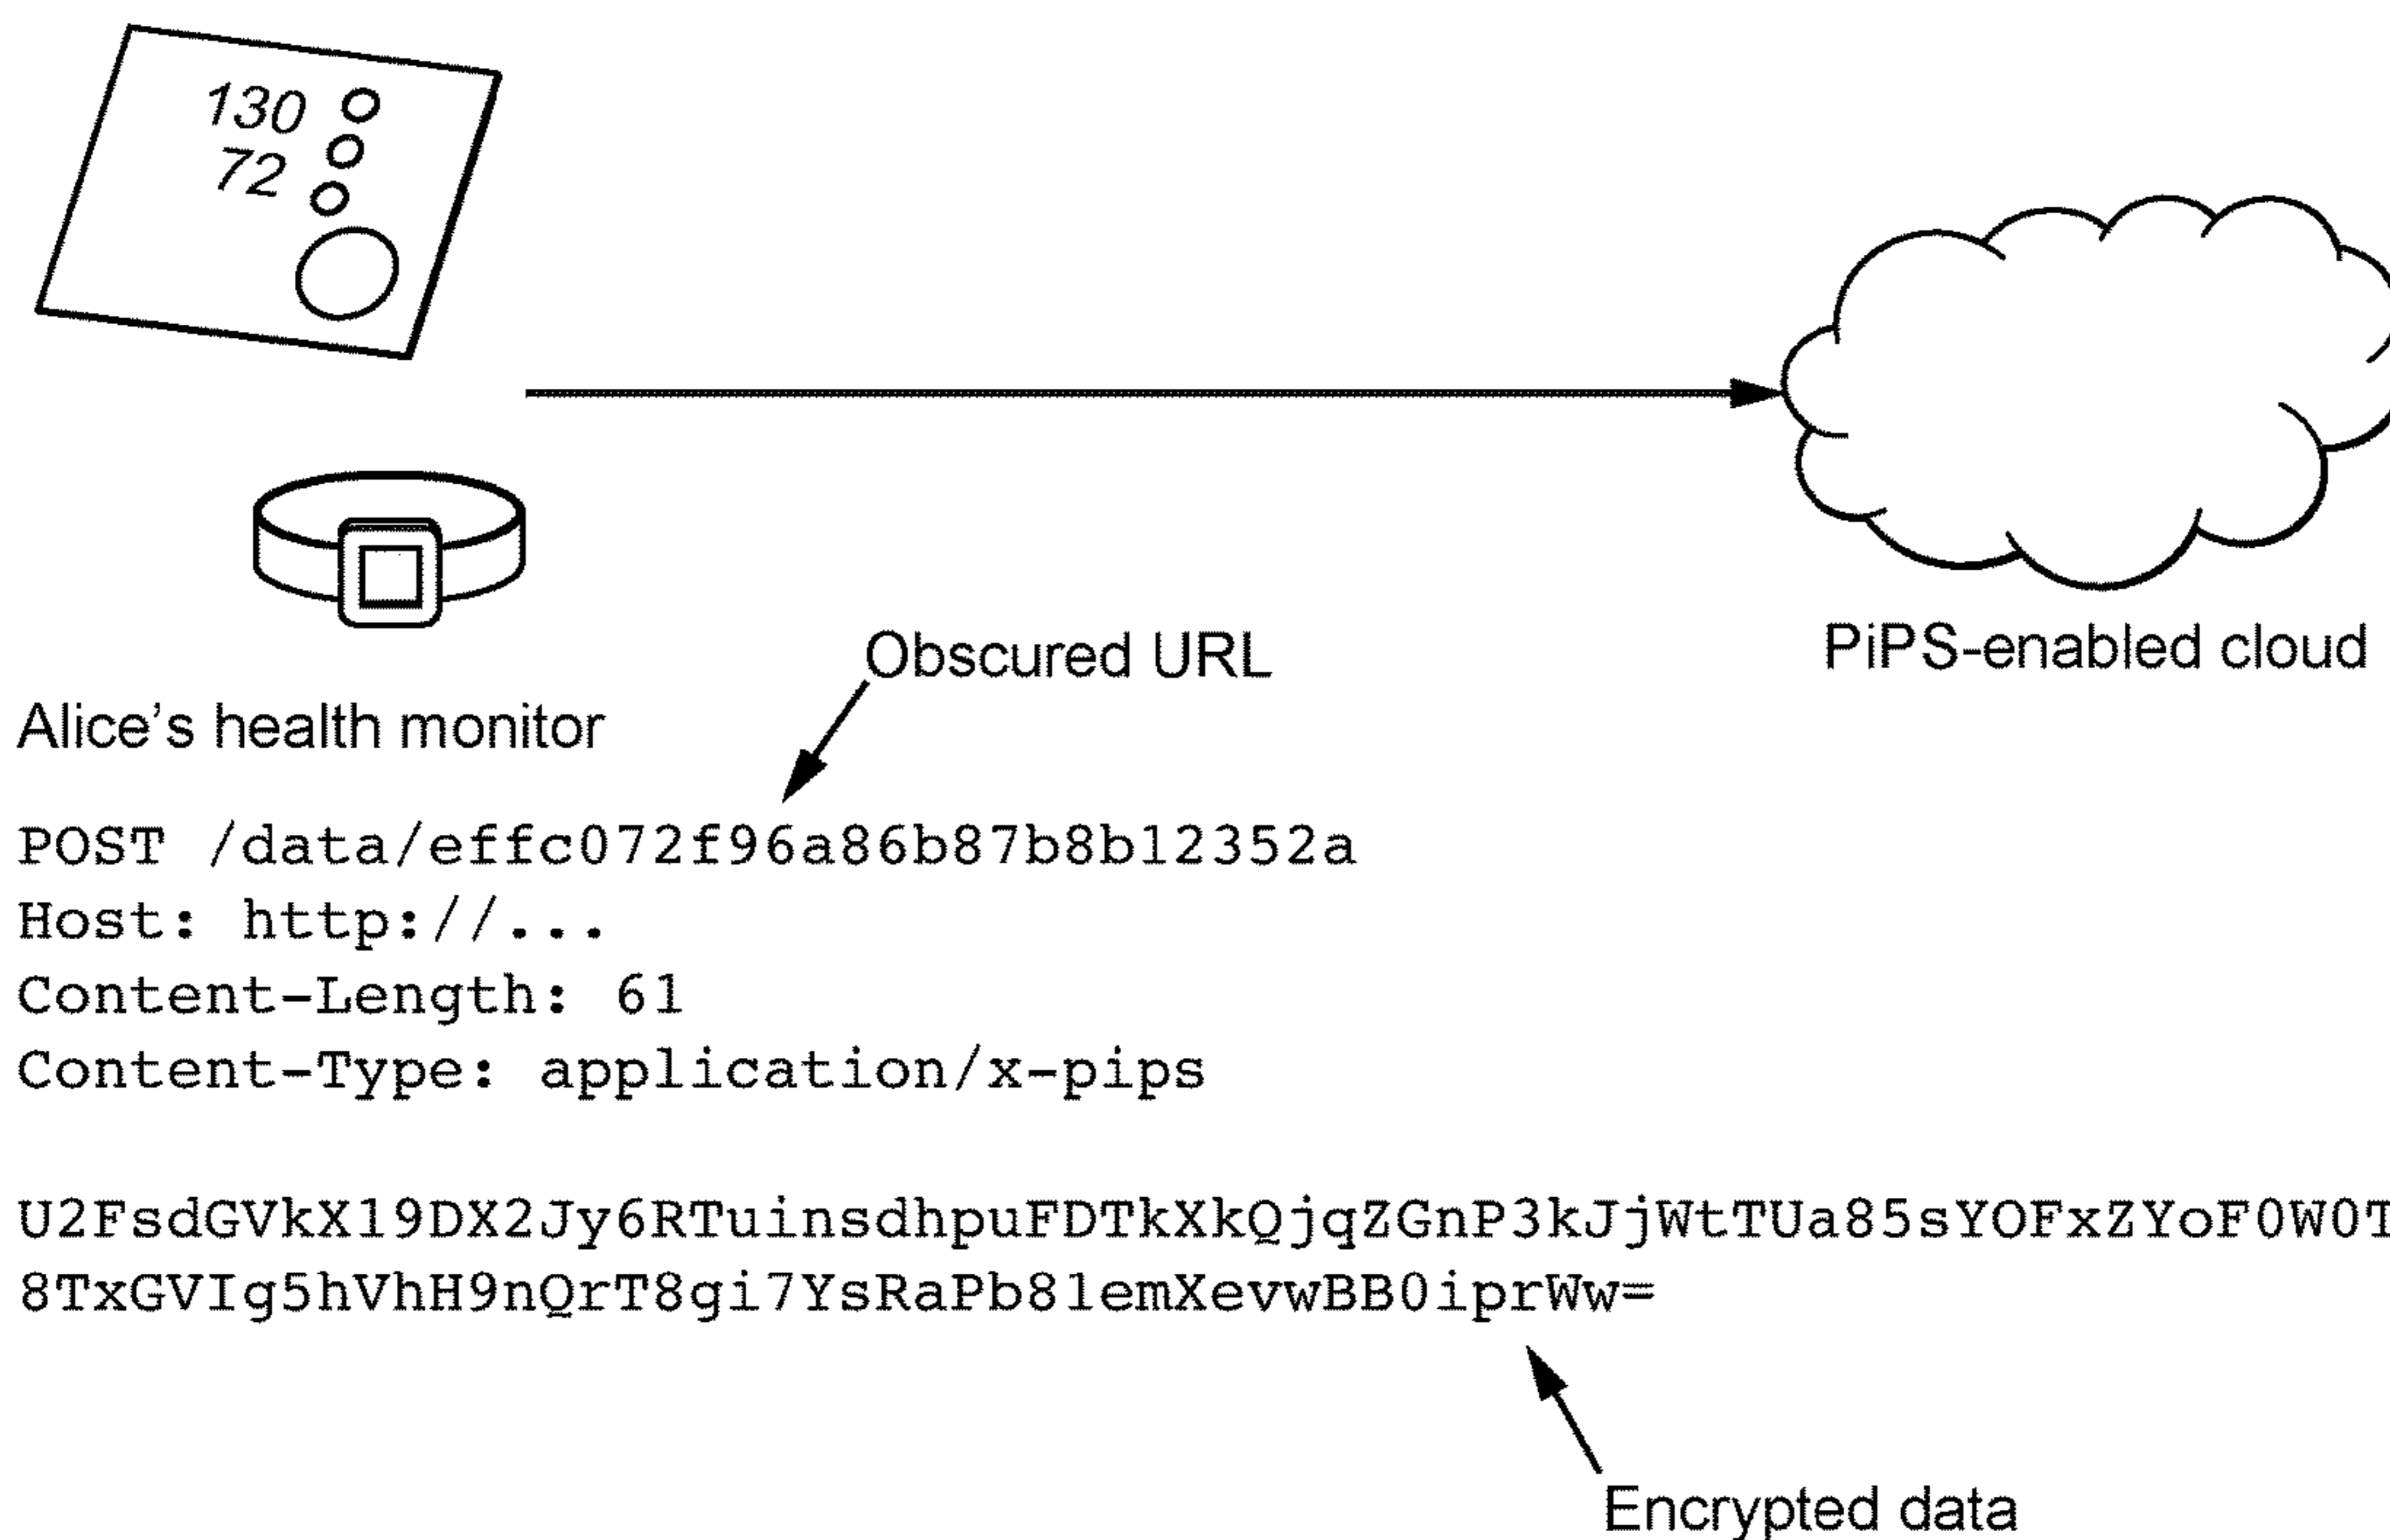 130
72
PiPS-enabled cloud
Obscured URL
Alice's health monitor
POST /data/effc072f96a86b87b8b12352a
Host: http://...
Content-Length: 61
Content-Type: application/x-pips
U2FsdGVkX19DX2Jy6RTuinsdhpuFDTkXkQjqZGnP3kJjWtTUa85sYOFxZYoF0W0T
8TxGVIg5hVhH9nQrT8gi7YsRaPb81emXevwBB0iprWw=
Encrypted data